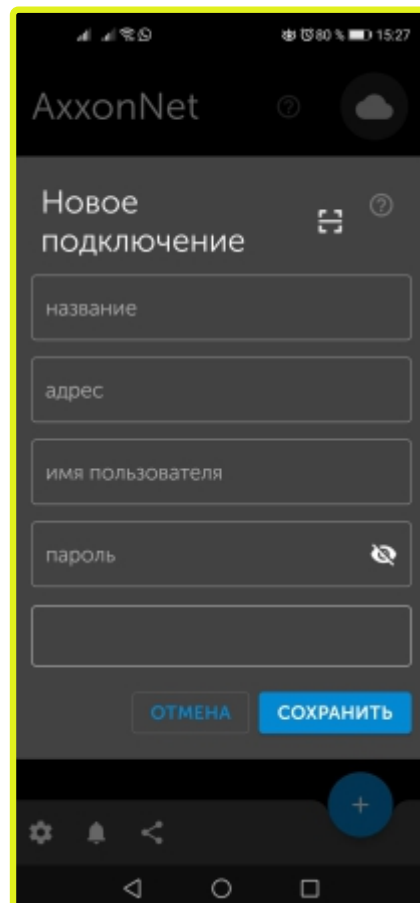 80 % 15:27
AxxonNet
Новое
подключение
название
адрес
имя пользователя
пароль
ОТМЕНА СОХРАНИТЬ